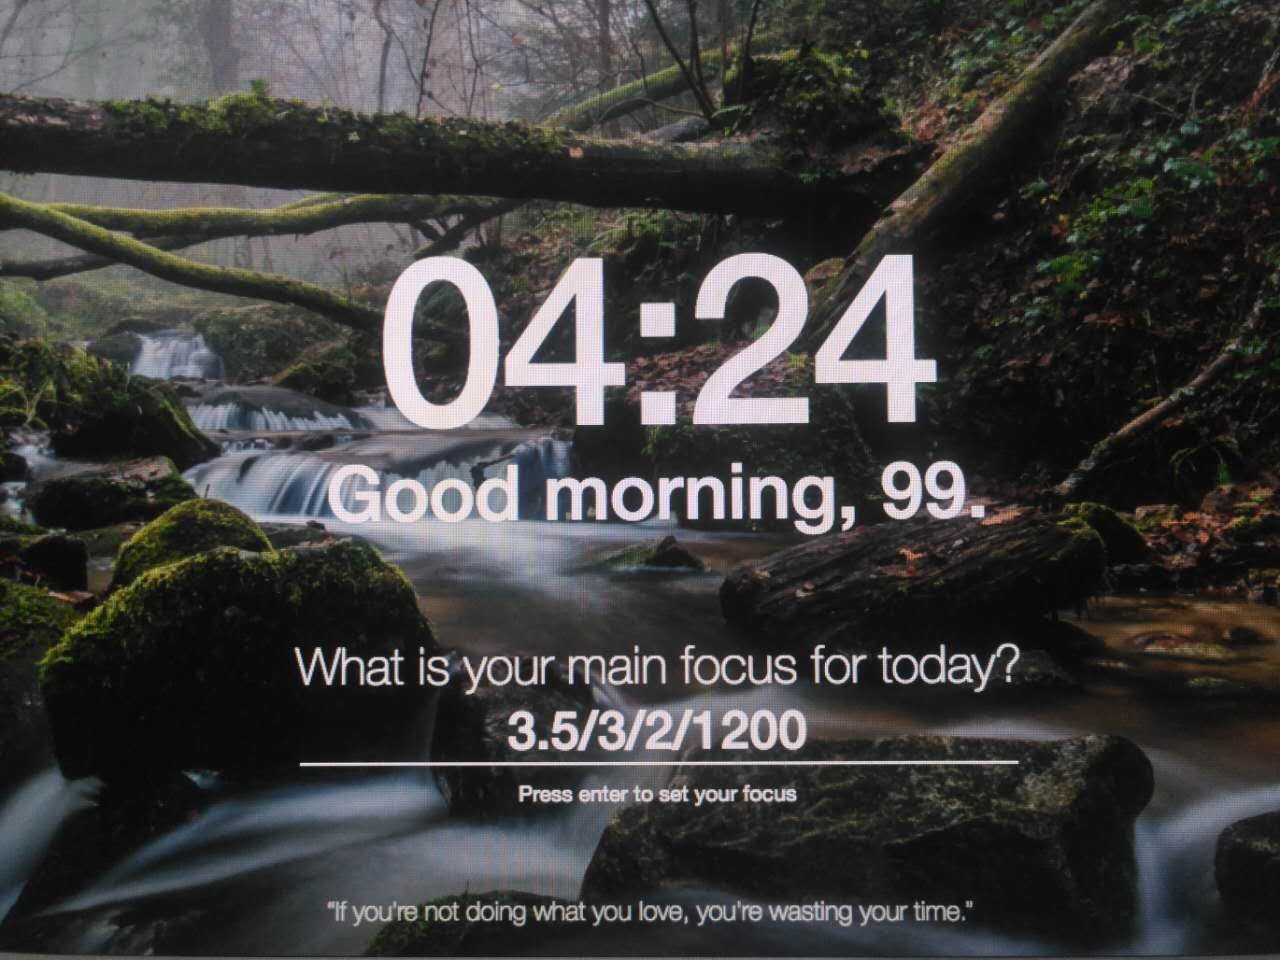 04:24
Good morning, 99.
What is your main focus for today?
3.5/3/2/1200
Press enter to set your focus
“If you're not doing what you love, you're wasting your time.”